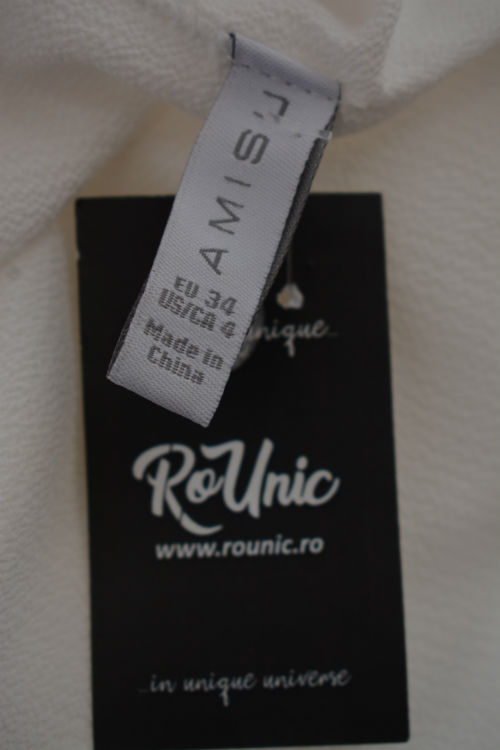 AMISU
EU 34
US/CA 4
Made in
China
unique...
RoUnic
www.rounic.ro
...in unique universe